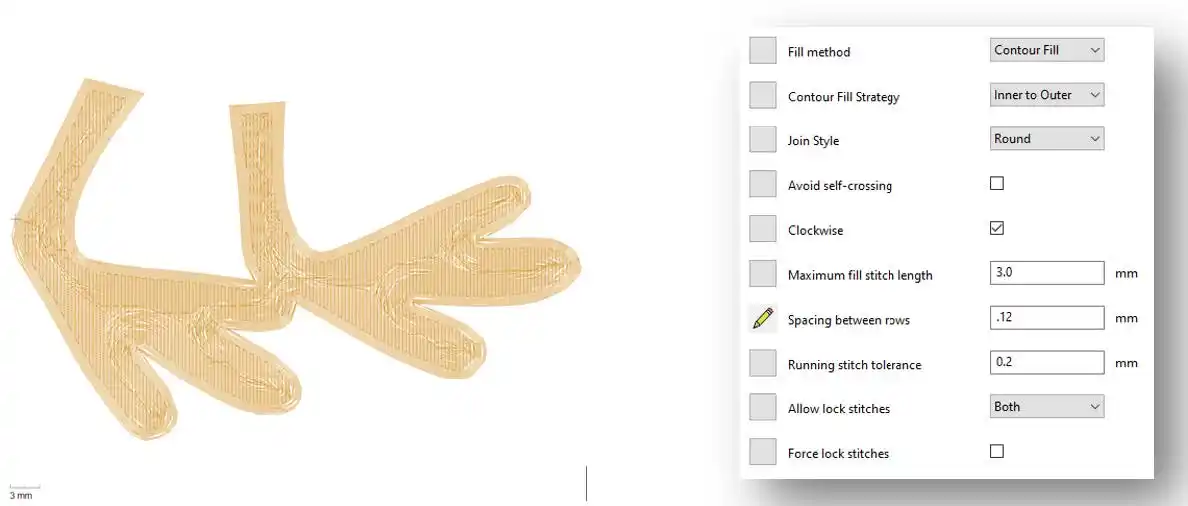 Fill method Contour Fill
Contour Fill Strategy Inner to Outer
Join Style Round
Avoid self-crossing
Clockwise
Maximum fill stitch length 3.0 mm
Spacing between rows .12 mm
Running stitch tolerance 0.2 mm
Allow lock stitches Both
Force lock stitches
3 mm